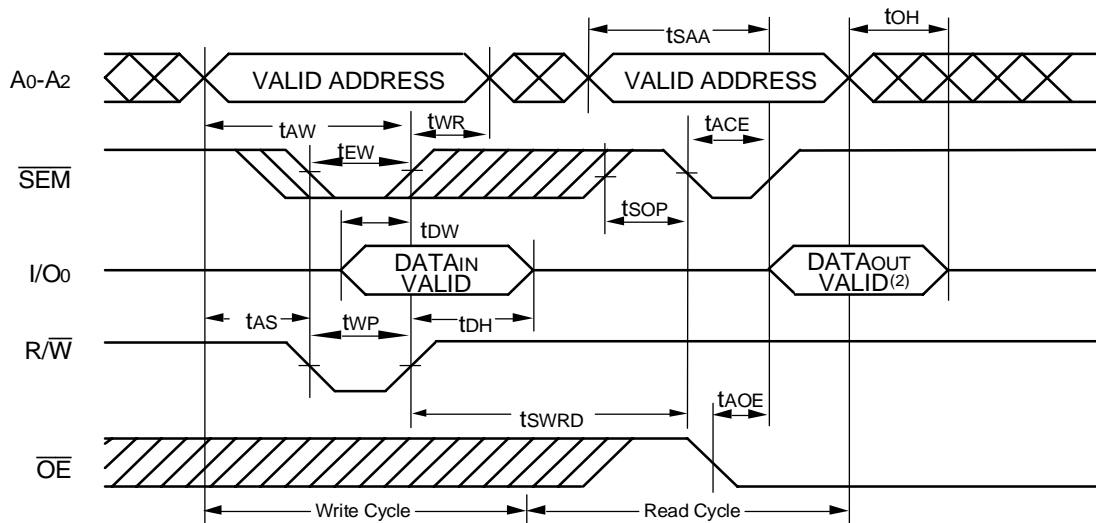 tOH
tSAA
A0-A2
VALID ADDRESS
VALID ADDRESS
tAW
tWR
tACE
tEW
SEM
tSOP
tDW
I/O0
DATAIN
VALID
DATAOUT
VALID(2)
tAS
tWP
tDH
R/W
tSWRD
tAOE
OE
Write Cycle
Read Cycle